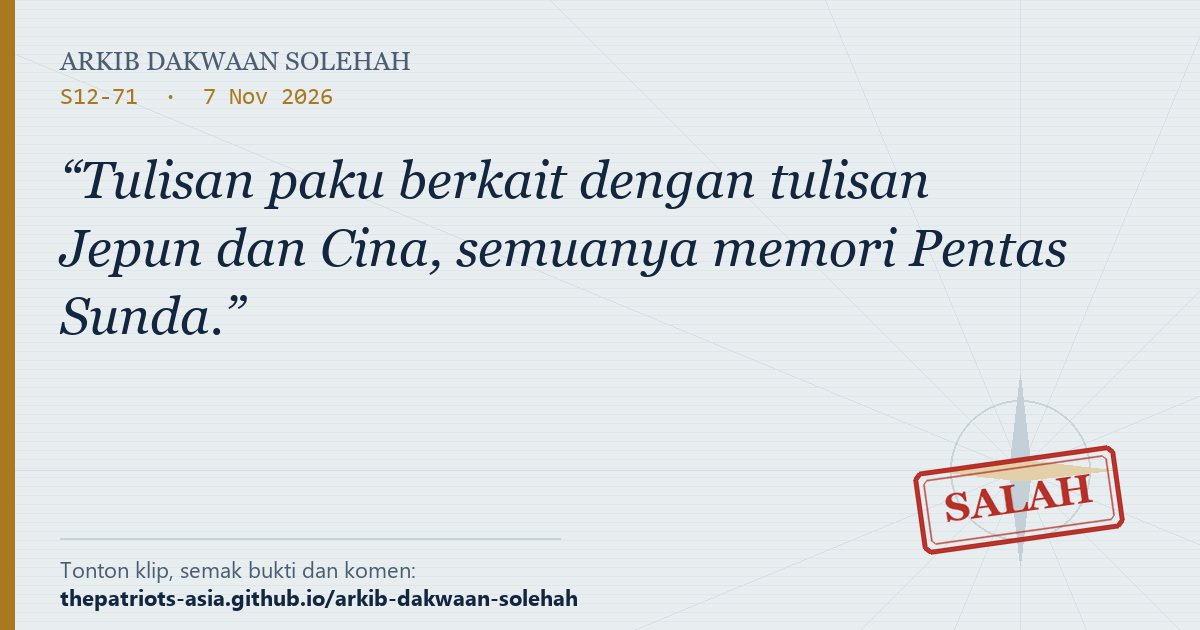 ARKIB DAKWAAN SOLEHAH
S12-71 · 7 Nov 2026
“Tulisan paku berkait dengan tulisan
Jepun dan Cina, semuanya memori Pentas
Sunda.”
SALAH
Tonton klip, semak bukti dan komen:
thepatriots-asia.github.io/arkib-dakwaan-solehah